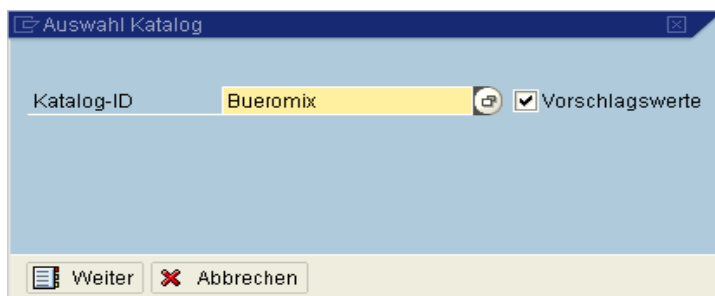 Auswahl Katalog
Katalog-ID Bueromix Vorschlagswerte
Weiter Abbrechen